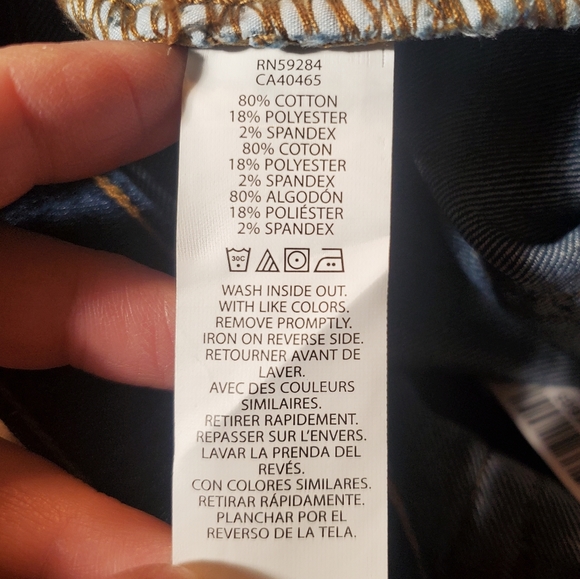 RN59284
CA40465
80% COTTON
18% POLYESTER
2% SPANDEX
80% COTON
18% POLYESTER
2% SPANDEX
80% ALGODÓN
18% POLIÉSTER
2% SPANDEX
30C
WASH INSIDE OUT.
WITH LIKE COLORS.
REMOVE PROMPTLY.
IRON ON REVERSE SIDE.
RETOURNER AVANT DE
LAVER.
AVEC DES COULEURS
SIMILAIRES.
RETIRER RAPIDEMENT.
REPASSER SUR L'ENVERS.
LAVAR LA PRENDA DEL
REVÉS.
CON COLORES SIMILARES.
RETIRAR RÁPIDAMENTE.
PLANCHAR POR EL
REVERSO DE LA TELA.